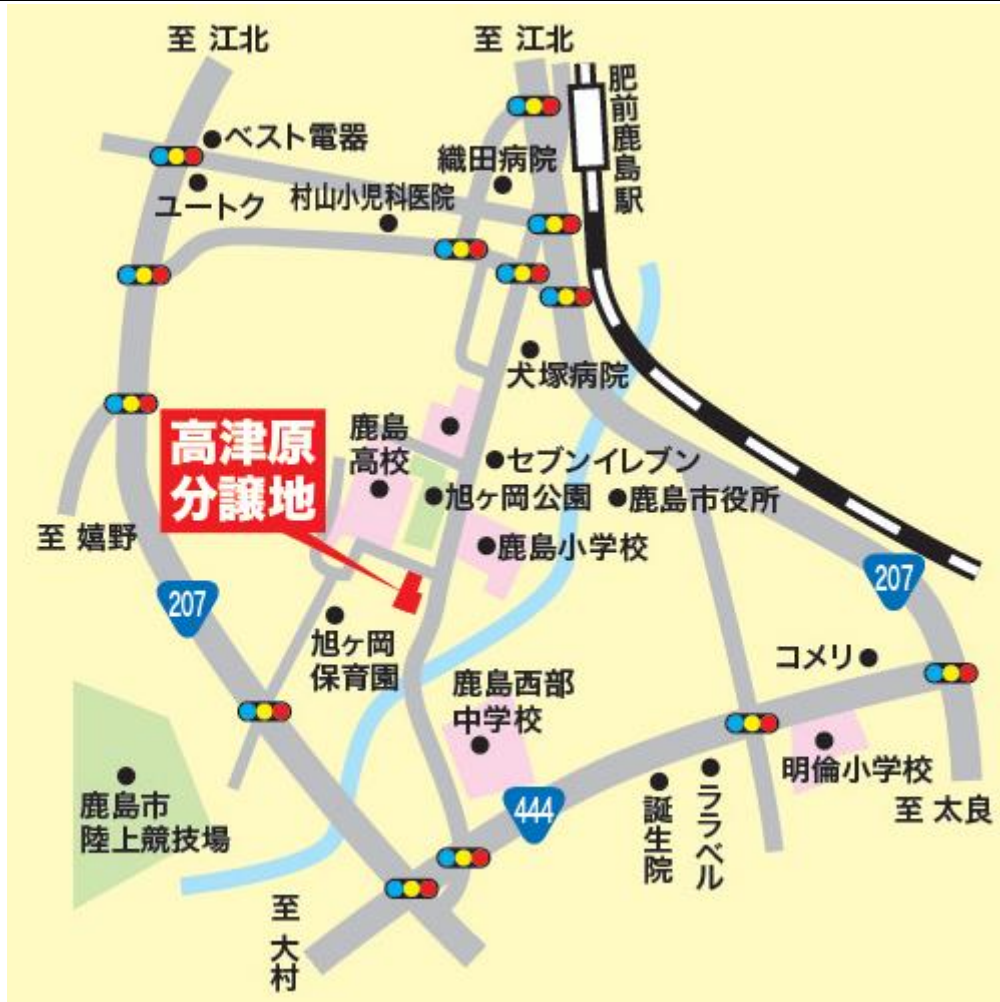 至 江北
至 江北
肥前鹿島駅
ベスト電器
織田病院
ユートク
村山小児科医院
犬塚病院
高津原
分譲地
鹿島
高校
セブンイレブン
旭ヶ岡公園
鹿島市役所
至 嬉野
鹿島小学校
207
207
旭ヶ岡
保育園
コメリ
鹿島西部
中学校
明倫小学校
鹿島市
陸上競技場
444
誕生院
ララベル
至 太良
至 大村